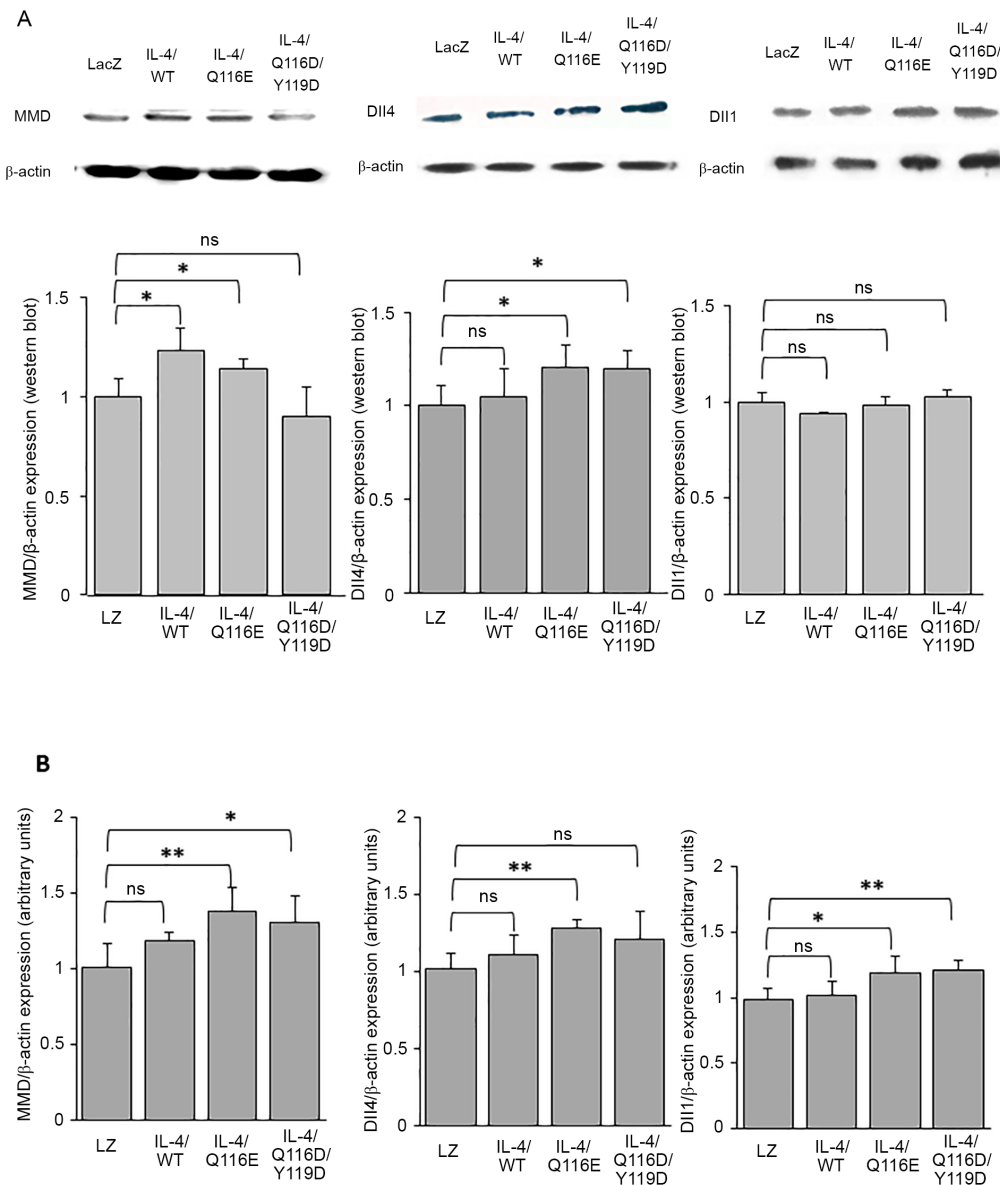 A
LacZ
IL-4/
WT
IL-4/
Q116E
IL-4/
Q116D/
Y119D
MMD
β-actin
LacZ
IL-4/
WT
IL-4/
Q116E
IL-4/
Q116D/
Y119D
Dll4
β-actin
LacZ
IL-4/
WT
IL-4/
Q116E
IL-4/
Q116D/
Y119D
Dll1
β-actin
MMD/β-actin expression (western blot)
1.5
1
0.5
0
ns
*
*
LZ
IL-4/
WT
IL-4/
Q116E
IL-4/
Q116D/
Y119D
Dll4/β-actin expression (western blot)
1.5
1
0.5
0
*
*
ns
LZ
IL-4/
WT
IL-4/
Q116E
IL-4/
Q116D/
Y119D
Dll1/β-actin expression (western blot)
1.5
1
0.5
0
ns
ns
ns
LZ
IL-4/
WT
IL-4/
Q116E
IL-4/
Q116D/
Y119D
B
MMD/β-actin expression (arbitrary units)
2
1.5
1
0.5
0
*
**
ns
LZ
IL-4/
WT
IL-4/
Q116E
IL-4/
Q116D/
Y119D
Dll4/β-actin expression (arbitrary units)
2
1.5
1
0.5
0
ns
**
ns
LZ
IL-4/
WT
IL-4/
Q116E
IL-4/
Q116D/
Y119D
Dll1/β-actin expression (arbitrary units)
2
1.5
1
0.5
0
**
*
ns
LZ
IL-4/
WT
IL-4/
Q116E
IL-4/
Q116D/
Y119D